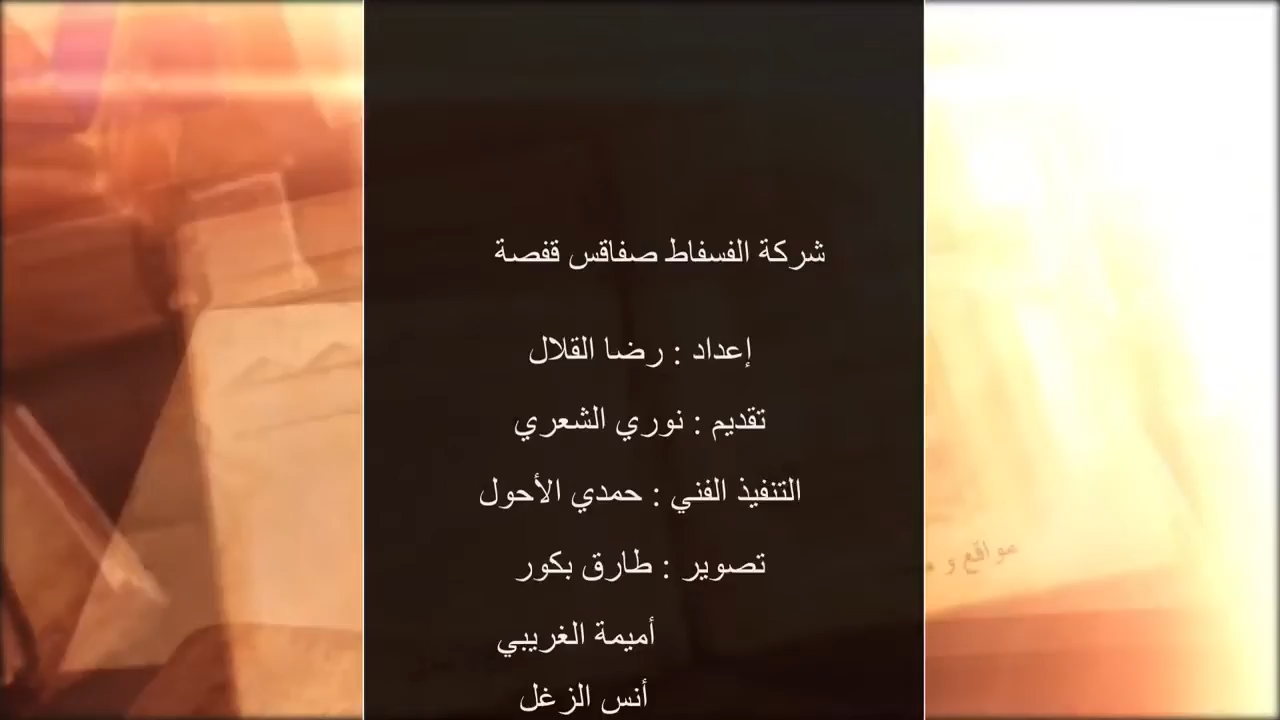 شركة الفسفاط صفاقس قفصة
إعداد : رضا القلال
تقديم : نوري الشعري
التنفيذ الفني : حمدي الأحول
تصوير : طارق بكور
أميمة الغريبي
أنس الزغل
مواقع و